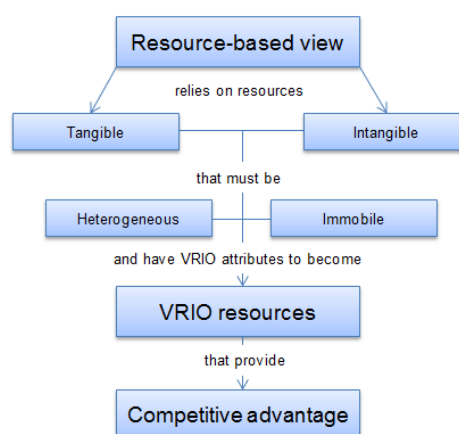 Resource-based view
relies on resources
Tangible
Intangible
that must be
Heterogeneous
Immobile
and have VRIO attributes to become
VRIO resources
that provide
Competitive advantage